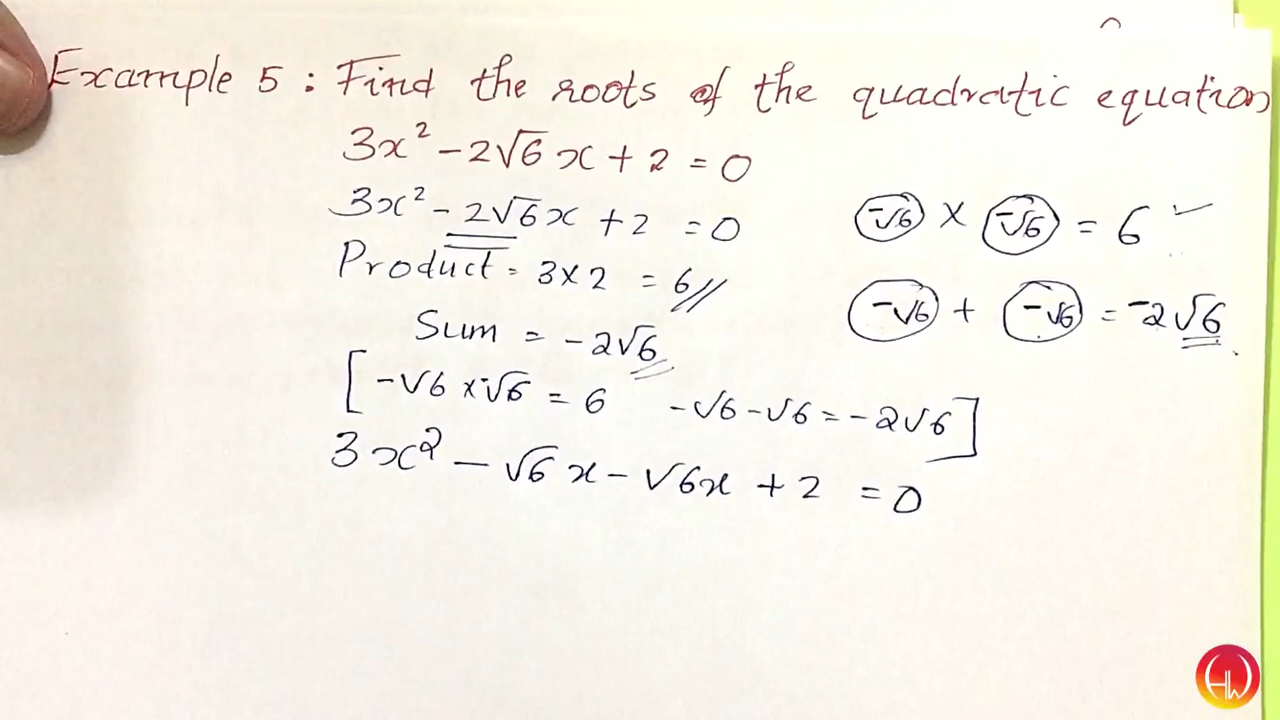 Example 5 : Find the roots of the quadratic equation
3x² - 2√6 x + 2 = 0
3x² - 2√6 x + 2 = 0
-√6 × -√6 = 6
Product = 3 × 2 = 6
-√6 + -√6 = -2√6
Sum = -2√6
[ -√6 × -√6 = 6 -√6 - √6 = -2√6 ]
3x² - √6 x - √6x + 2 = 0